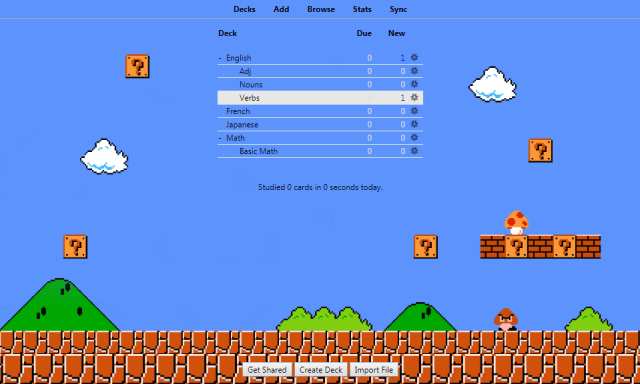 Decks Add Browse Stats Sync
Deck Due New
- English 0 1
Adj 0 0
Nouns 0 0
Verbs 0 1
French 0 0
Japanese 0 0
- Math 0 0
Basic Math 0 0
Studied 0 cards in 0 seconds today.
? 
?
?
?
?
?
Get Shared Create Deck Import File